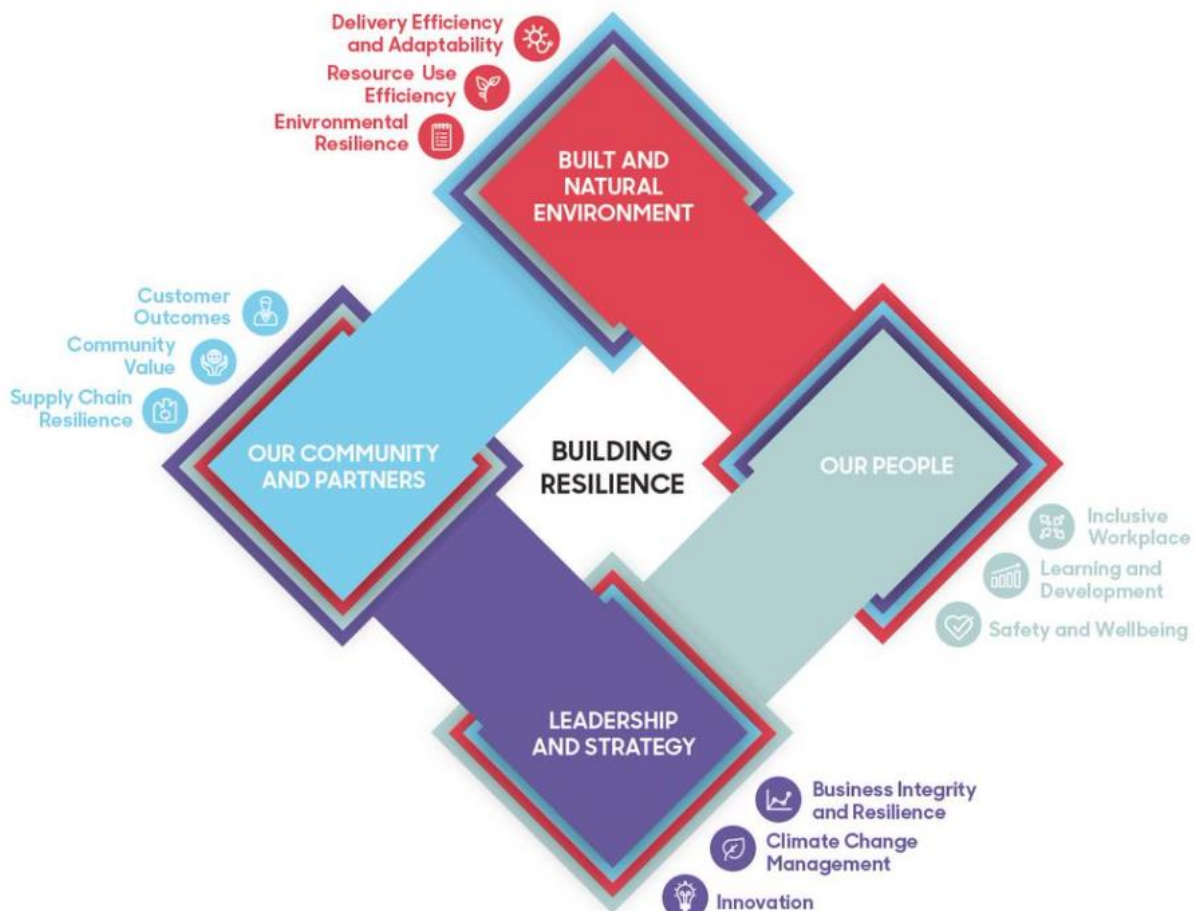 Delivery Efficiency
and Adaptability
Resource Use
Efficiency
Enivronmental
Resilience
BUILT AND
NATURAL
ENVIRONMENT
Customer
Outcomes
Community
Value
Supply Chain
Resilience
OUR COMMUNITY
AND PARTNERS
BUILDING
RESILIENCE
OUR PEOPLE
Inclusive
Workplace
Learning and
Development
Safety and Wellbeing
LEADERSHIP
AND STRATEGY
Business Integrity
and Resilience
Climate Change
Management
Innovation